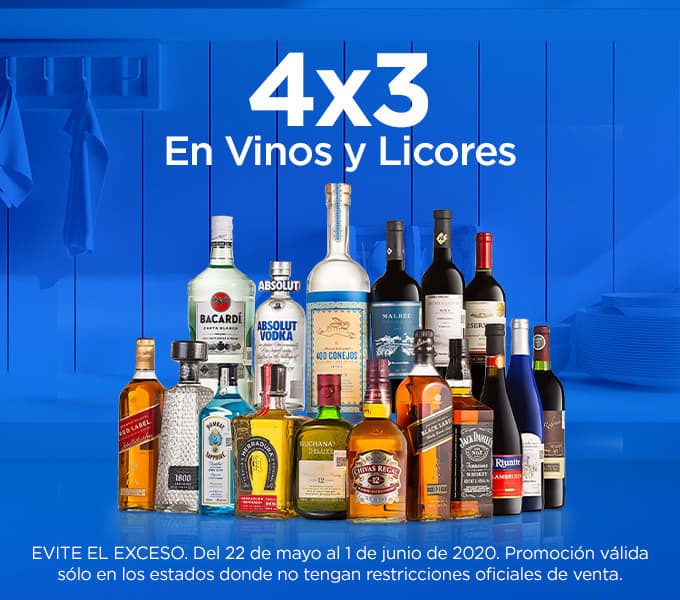 4x3
En Vinos y Licores
BACARDÍ
CARTA BLANCA
ABSOLUT
ABSOLUT
VODKA
400 CONEJOS
MALBEC
RESERVA
RED LABEL
1800
BOMBAY
SAPPHIRE
HERRADURA
BUCHANAN'S
DELUXE
12
CHIVAS REGAL
12
BLACK LABEL
JACK DANIEL'S
Tennessee
WHISKEY
Riunite
LAMBRUSCO
EVITE EL EXCESO. Del 22 de mayo al 1 de junio de 2020. Promoción válida
sólo en los estados donde no tengan restricciones oficiales de venta.